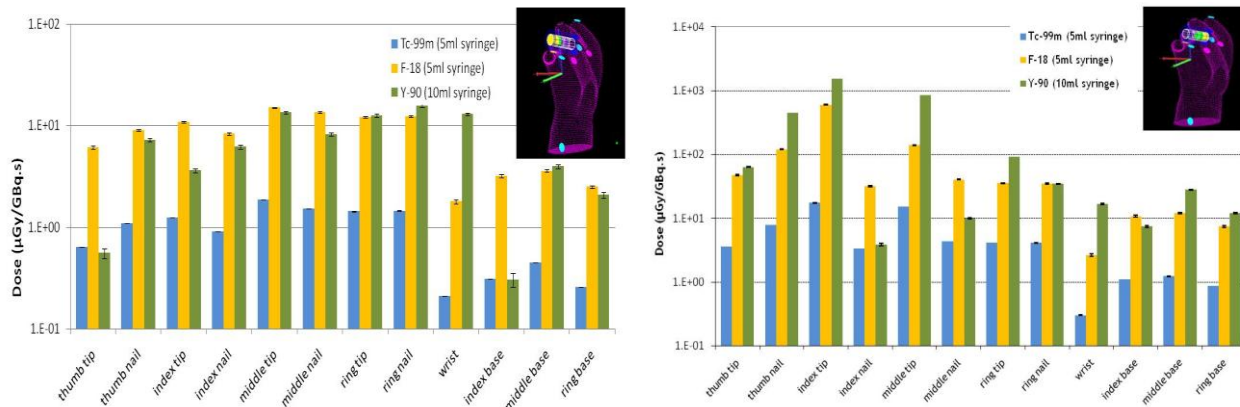 1.E+02
1.E+01
1.E+00
1.E-01
Dose (µGy/GBq.s)
Tc-99m (5ml syringe)
F-18 (5ml syringe)
Y-90 (10ml syringe)
thumb tip
thumb nail
index tip
index nail
middle tip
middle nail
ring tip
ring nail
wrist
index base
middle base
ring base
1.E+04
1.E+03
1.E+02
1.E+01
1.E+00
1.E-01
Dose (µGy/GBq.s)
Tc-99m (5ml syringe)
F-18 (5ml syringe)
Y-90 (10ml syringe)
thumb tip
thumb nail
index tip
index nail
middle tip
middle nail
ring tip
ring nail
wrist
index base
middle base
ring base